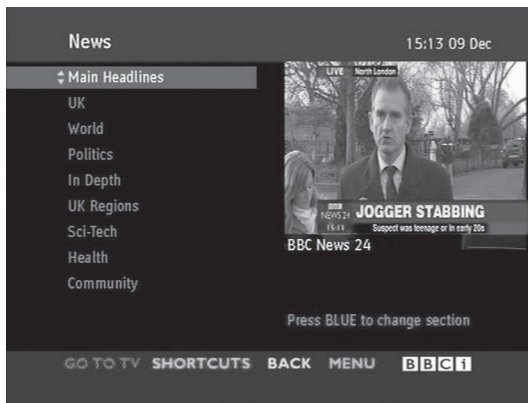 News
15:13 09 Dec
Main Headlines
UK
World
Politics
In Depth
UK Regions
Sci-Tech
Health
Community
LIVE North London
BBC
NEWS 24
15:13
JOGGER STABBING
Suspect was teenage or in early 20s
BBC News 24
Press BLUE to change section
GO TO TV SHORTCUTS BACK MENU BBCi